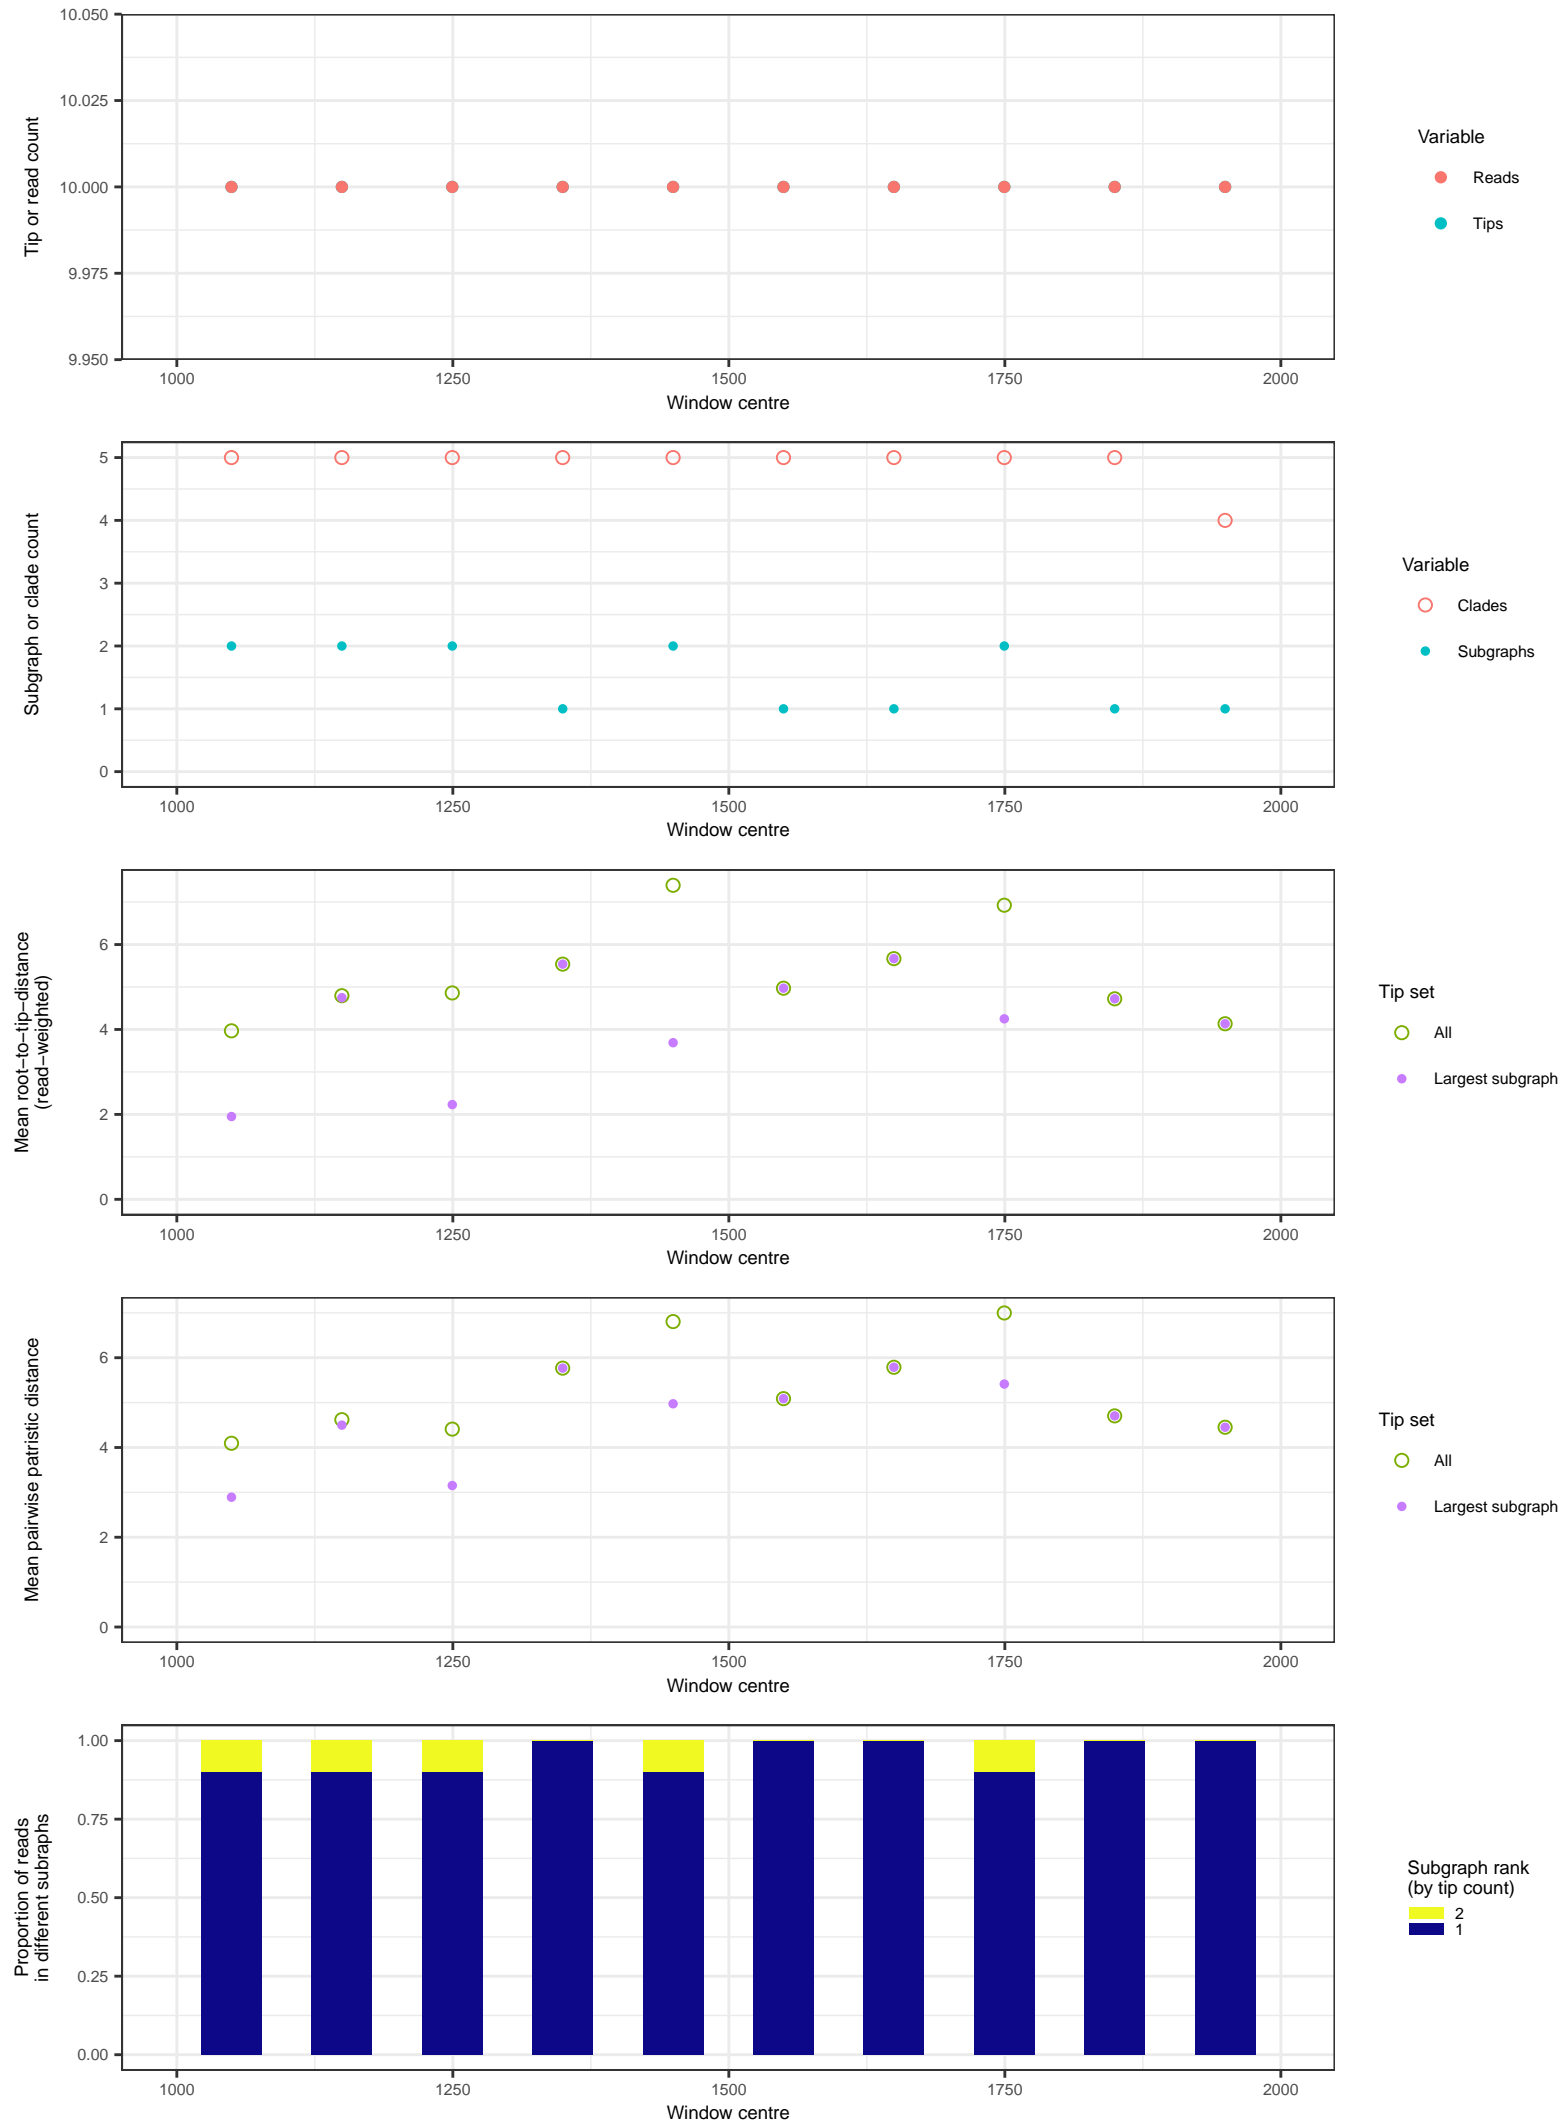 10.050
10.025
10.000
9.975
9.950
Tip or read count
1000 1250 1500 1750 2000
Window centre
Variable
Reads
Tips
5
4
3
2
1
0
Subgraph or clade count
1000 1250 1500 1750 2000
Window centre
Variable
Clades
Subgraphs
6
4
2
0
Mean root−to−tip−distance
(read−weighted)
1000 1250 1500 1750 2000
Window centre
Tip set
All
Largest subgraph
6
4
2
0
Mean pairwise patristic distance
1000 1250 1500 1750 2000
Window centre
Tip set
All
Largest subgraph
1.00
0.75
0.50
0.25
0.00
Proportion of reads
in different subraphs
1000 1250 1500 1750 2000
Window centre
Subgraph rank
(by tip count)
2
1